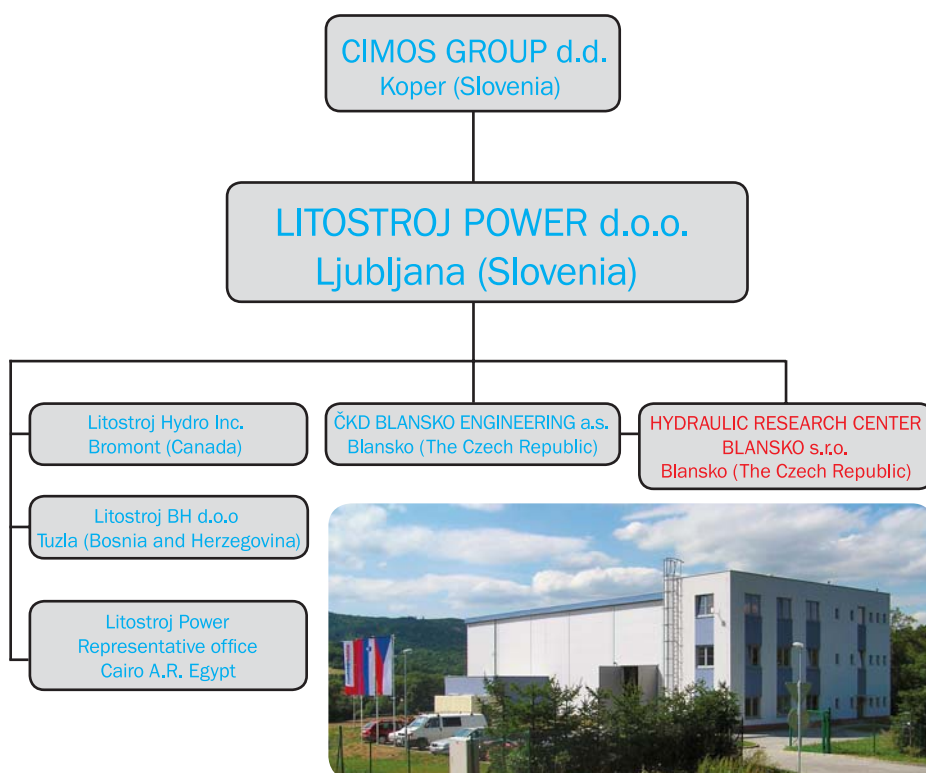 CIMOS GROUP d.d.
Koper (Slovenia)
LITOSTROJ POWER d.o.o.
Ljubljana (Slovenia)
Litostroj Hydro Inc.
Bromont (Canada)
ČKD BLANSKO ENGINEERING a.s.
Blansko (The Czech Republic)
HYDRAULIC RESEARCH CENTER
BLANSKO s.r.o.
Blansko (The Czech Republic)
Litostroj BH d.o.o
Tuzla (Bosnia and Herzegovina)
Litostroj Power
Representative office
Cairo A.R. Egypt